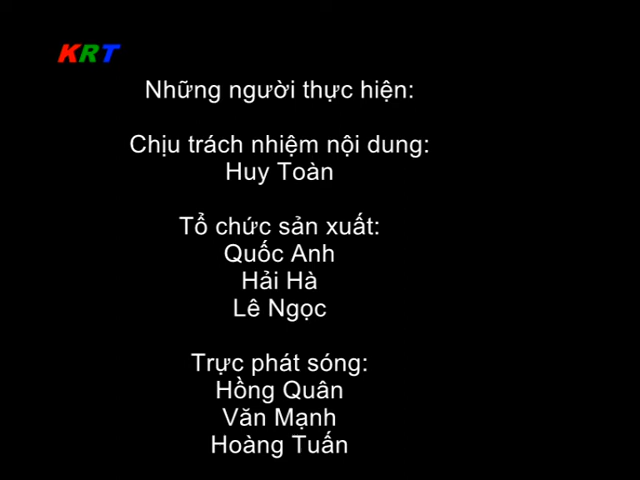 KRT
Những người thực hiện:
Chịu trách nhiệm nội dung:
Huy Toàn
Tổ chức sản xuất:
Quốc Anh
Hải Hà
Lê Ngọc
Trực phát sóng:
Hồng Quân
Văn Mạnh
Hoàng Tuấn